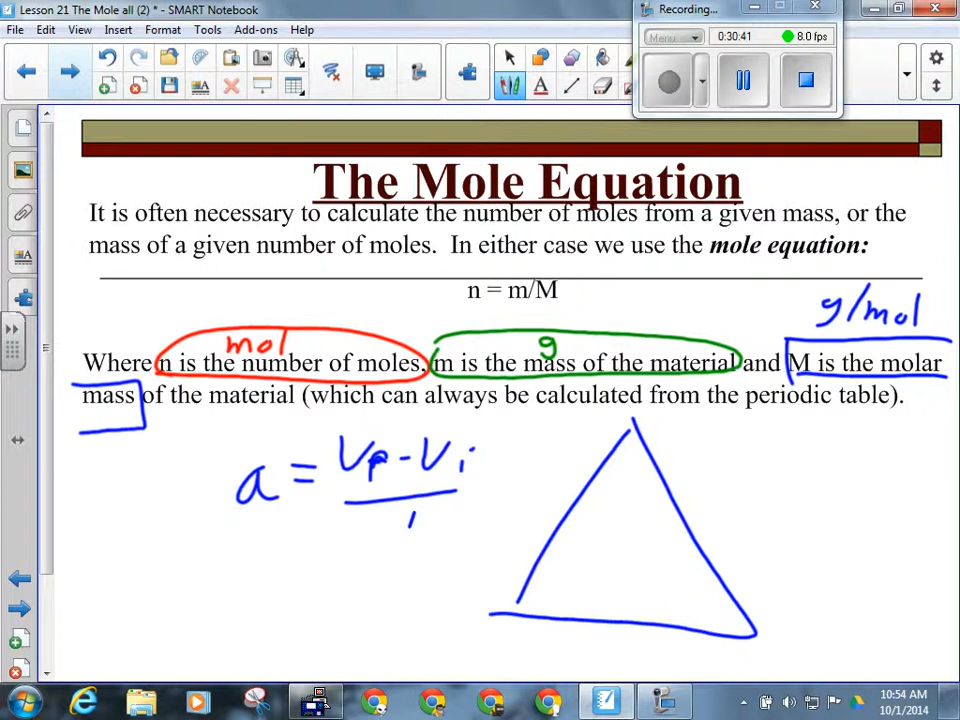 Lesson 21 The Mole all (2) * - SMART Notebook
Recording...
File Edit View Insert Format Tools Add-ons Help
Menu 0:30:41 8.0 fps
The Mole Equation
It is often necessary to calculate the number of moles from a given mass, or the
mass of a given number of moles. In either case we use the mole equation:
n = m/M
g/mol
mol g
Where n is the number of moles, m is the mass of the material and M is the molar
mass of the material (which can always be calculated from the periodic table).
a = Vf - Vi
10:54 AM
10/1/2014